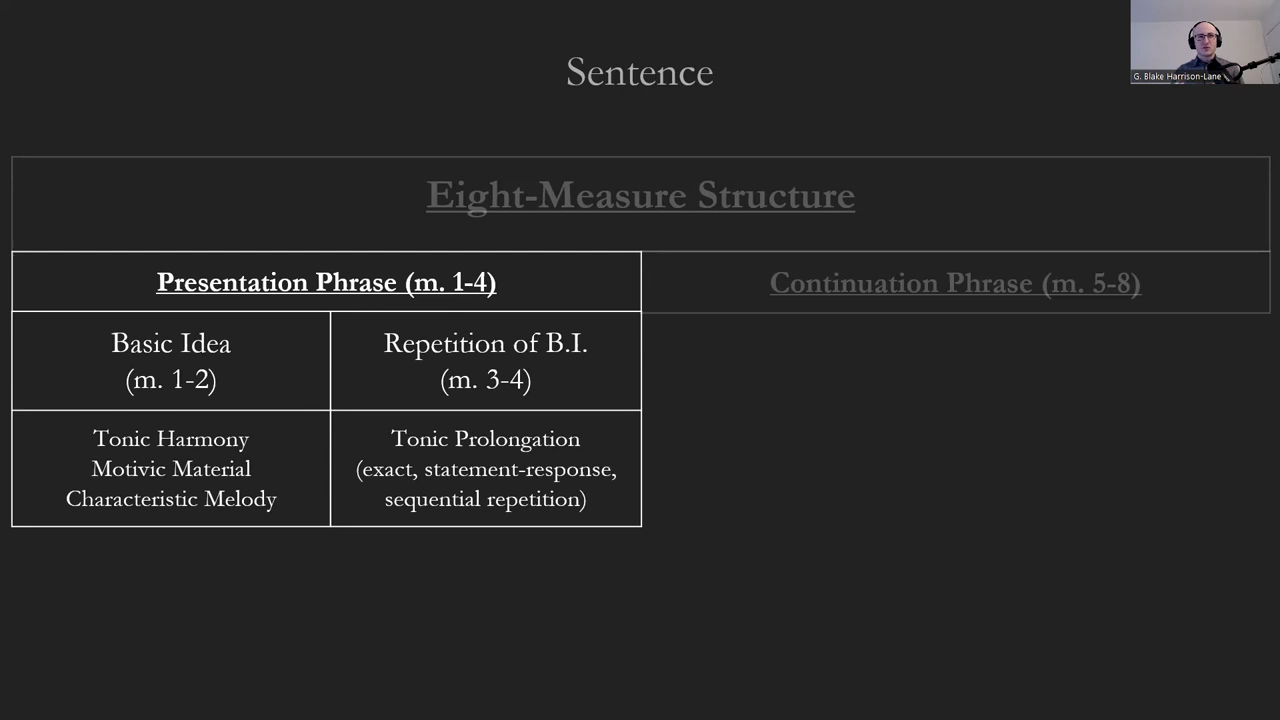 G. Blake Harrison-Lane
Sentence
Eight-Measure Structure
Presentation Phrase (m. 1-4)
Continuation Phrase (m. 5-8)
Basic Idea
(m. 1-2)
Repetition of B.I.
(m. 3-4)
Tonic Harmony
Motivic Material
Characteristic Melody
Tonic Prolongation
(exact, statement-response,
sequential repetition)